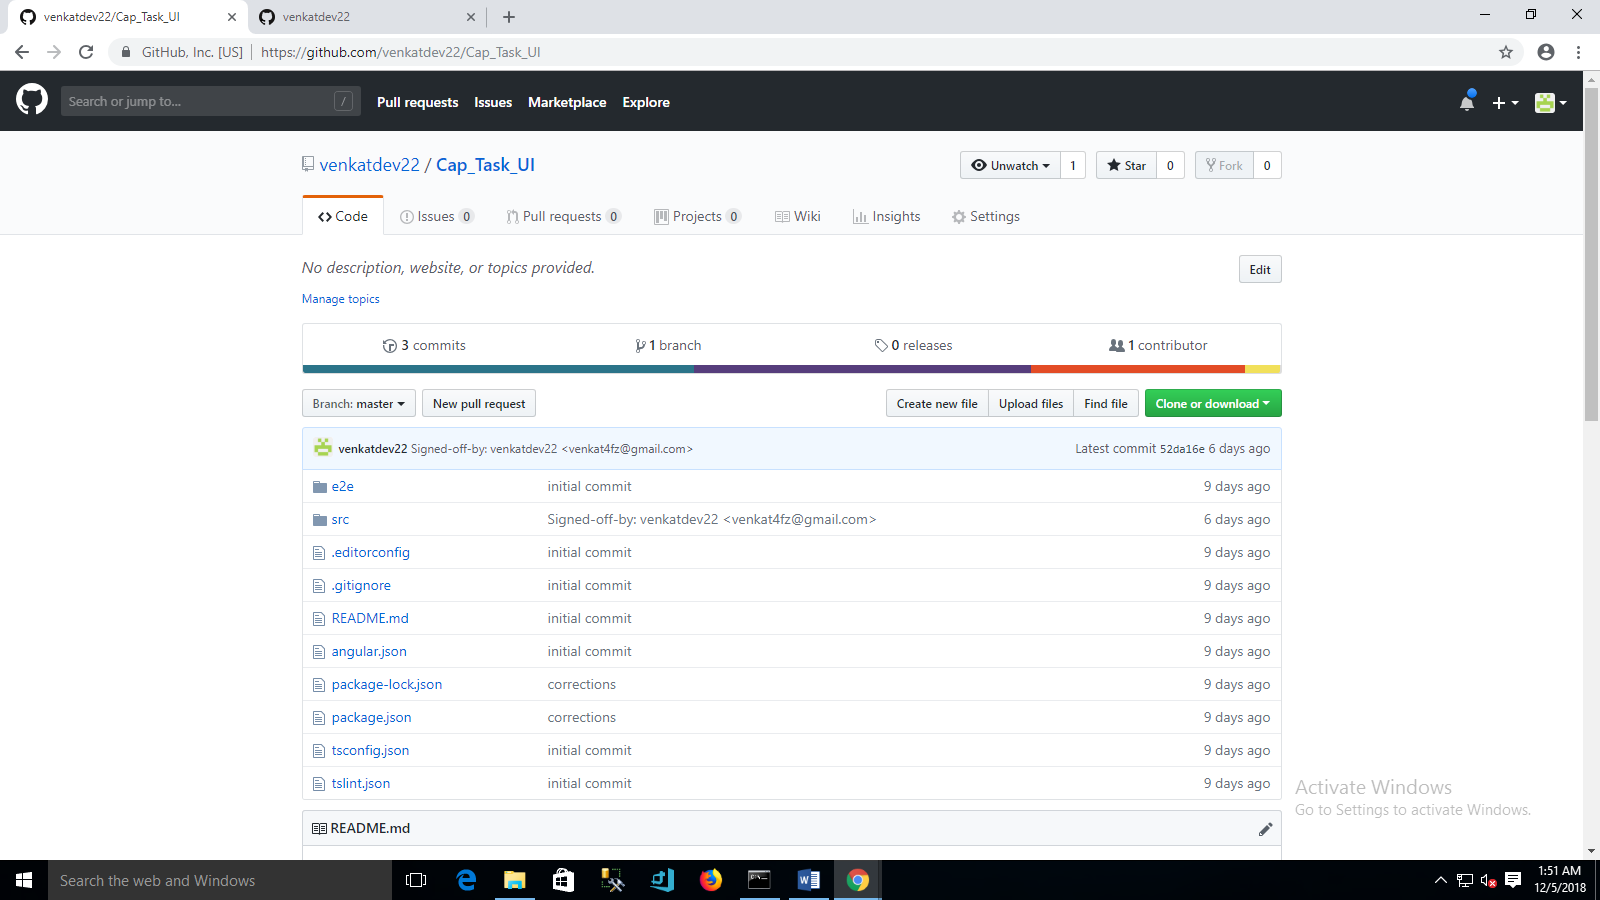 venkatdev22/Cap_Task_UI
venkatdev22
GitHub, Inc. [US]
https://github.com/venkatdev22/Cap_Task_UI
Search or jump to...
/
Pull requests
Issues
Marketplace
Explore
venkatdev22 / Cap_Task_UI
Unwatch 1
Star 0
Fork 0
Code
Issues 0
Pull requests 0
Projects 0
Wiki
Insights
Settings
No description, website, or topics provided.
Edit
Manage topics
3 commits
1 branch
0 releases
1 contributor
Branch: master
New pull request
Create new file
Upload files
Find file
Clone or download
venkatdev22 Signed-off-by: venkatdev22 <venkat4fz@gmail.com>
Latest commit 52da16e 6 days ago
e2e initial commit 9 days ago
src Signed-off-by: venkatdev22 <venkat4fz@gmail.com> 6 days ago
.editorconfig initial commit 9 days ago
.gitignore initial commit 9 days ago
README.md initial commit 9 days ago
angular.json initial commit 9 days ago
package-lock.json corrections 9 days ago
package.json corrections 9 days ago
tsconfig.json initial commit 9 days ago
tslint.json initial commit 9 days ago
README.md
Activate Windows
Go to Settings to activate Windows.
Search the web and Windows
1:51 AM
12/5/2018